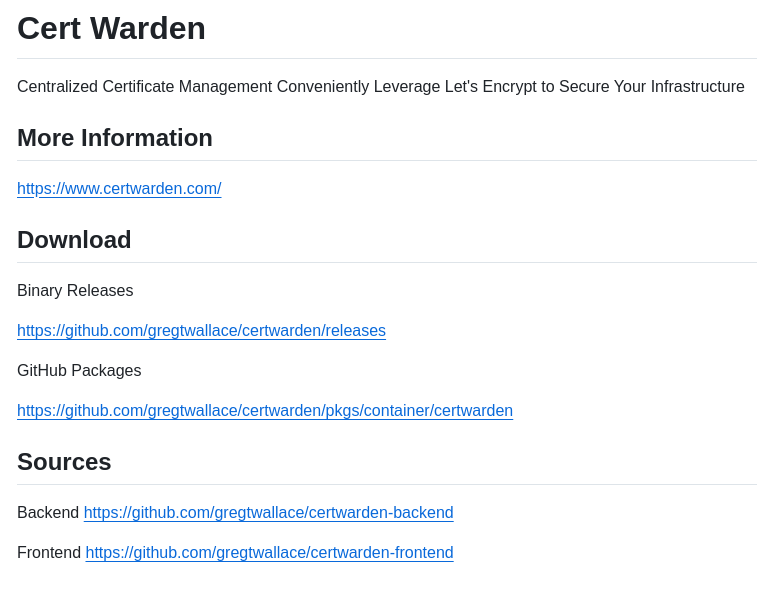 Cert Warden
Centralized Certificate Management Conveniently Leverage Let's Encrypt to Secure Your Infrastructure
More Information
https://www.certwarden.com/
Download
Binary Releases
https://github.com/gregtwallace/certwarden/releases
GitHub Packages
https://github.com/gregtwallace/certwarden/pkgs/container/certwarden
Sources
Backend https://github.com/gregtwallace/certwarden-backend
Frontend https://github.com/gregtwallace/certwarden-frontend